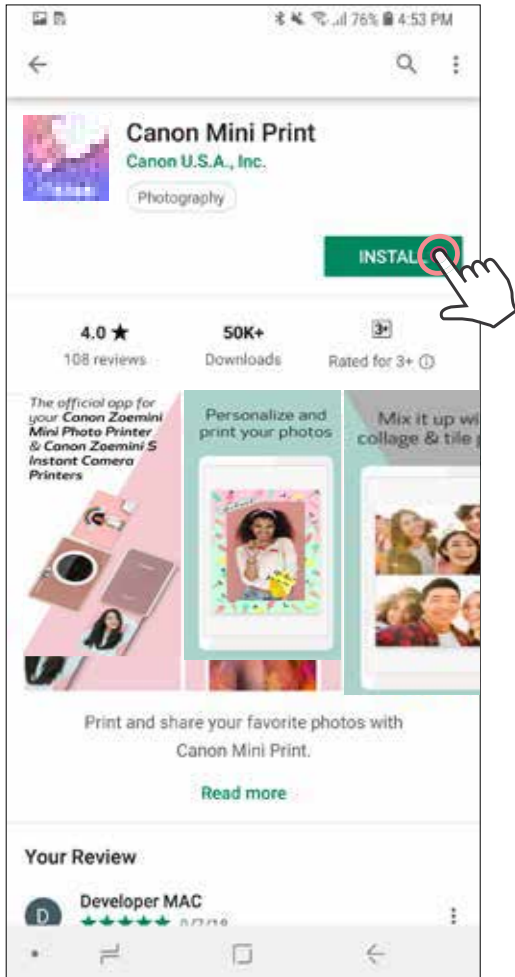 76% 4:53 PM
Canon Mini Print
Canon U.S.A., Inc.
Photography
INSTALL
4.0 ★
108 reviews
50K+
Downloads
3+
Rated for 3+
The official app for
your Canon Zoemini
Mini Photo Printer
& Canon Zoemini S
Instant Camera
Printers
Personalize and
print your photos
Mix it up wi
collage & tile
Print and share your favorite photos with
Canon Mini Print.
Read more
Your Review
D
Developer MAC
★★★★★